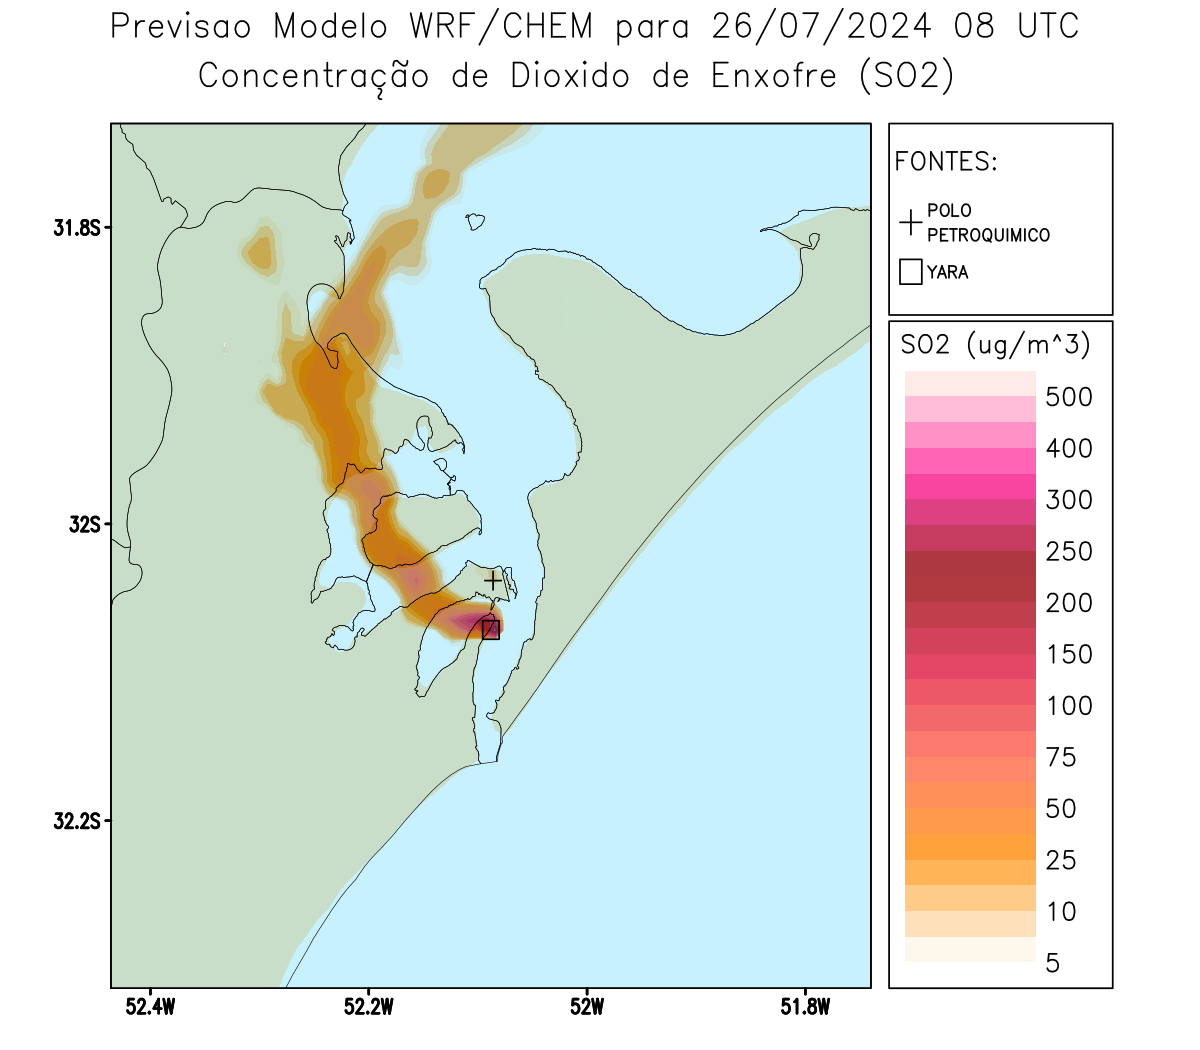 Previsao Modelo WRF/CHEM para 26/07/2024 08 UTC
Concentração de Dioxido de Enxofre (SO2)
FONTES:
POLO
PETROQUIMICO
YARA
31.8S
32S
32.2S
52.4W
52.2W
52W
51.8W
SO2 (ug/m^3)
500
400
300
250
200
150
100
75
50
25
10
5